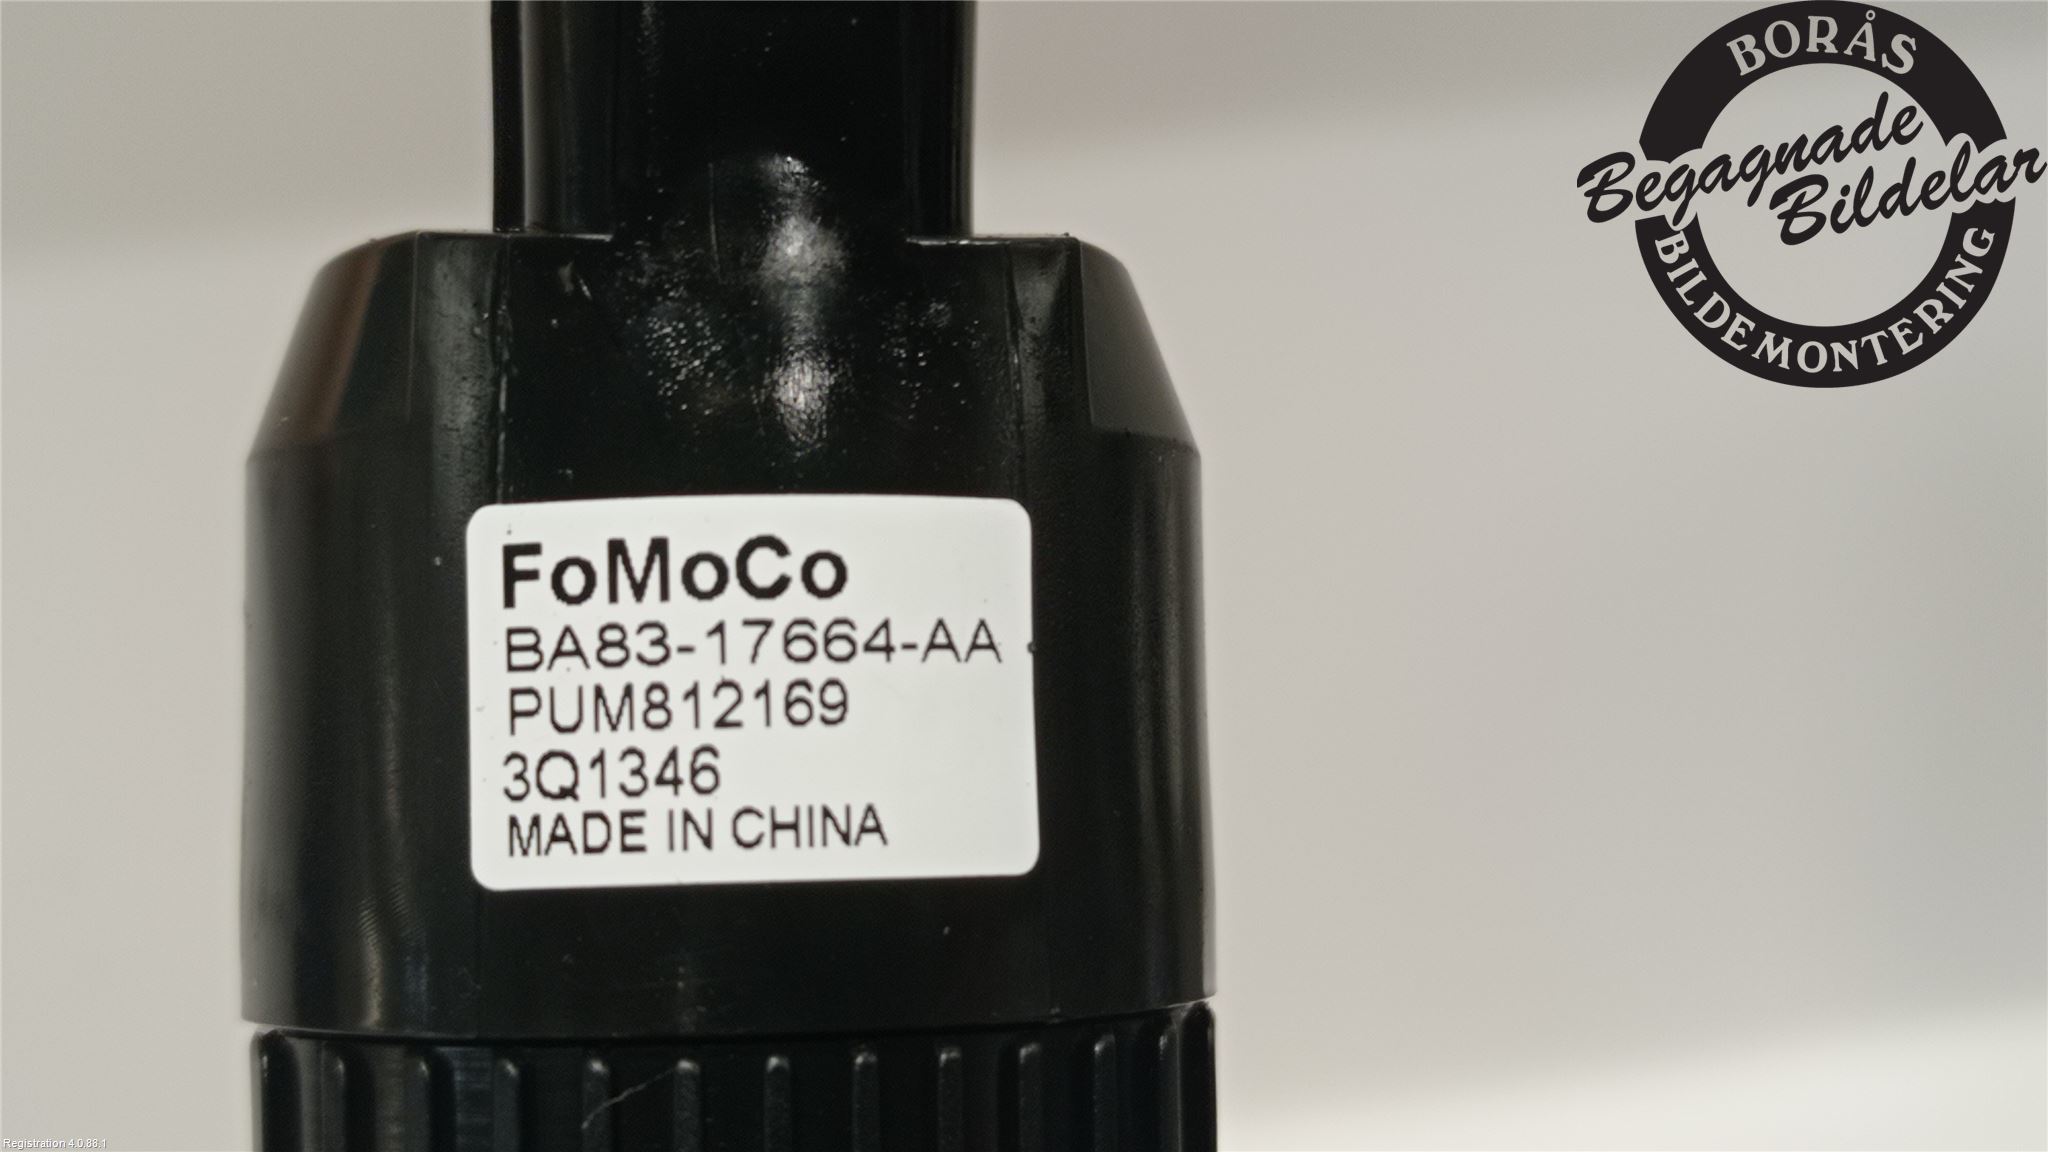 BORÅS
Begagnade
Bildelar
BILDEMONTERING
FoMoCo
BA83-17664-AA
PUM812169
3Q1346
MADE IN CHINA
Registration 4.0.88.1